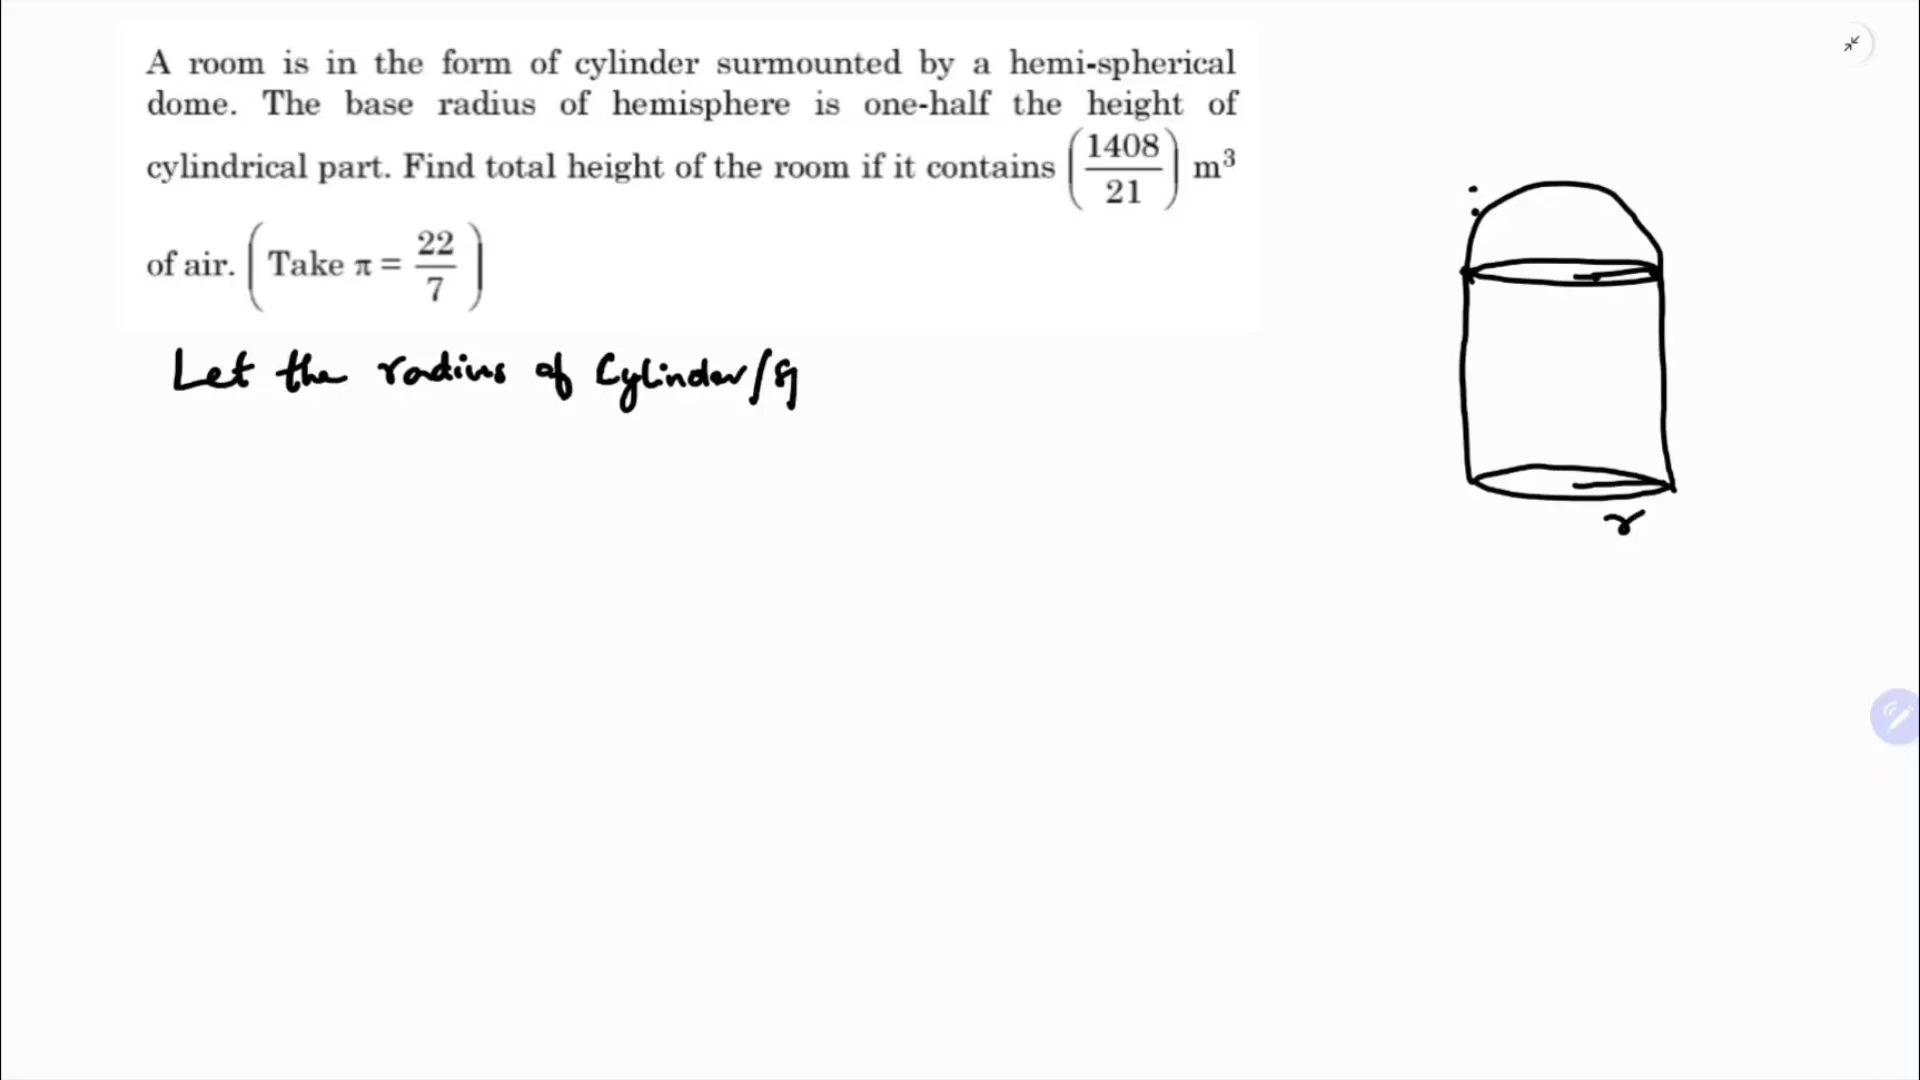 A room is in the form of cylinder surmounted by a hemi-spherical
dome. The base radius of hemisphere is one-half the height of
cylindrical part. Find total height of the room if it contains (1408/21) m³
of air. (Take π = 22/7)
Let the radius of Cylinder/
r